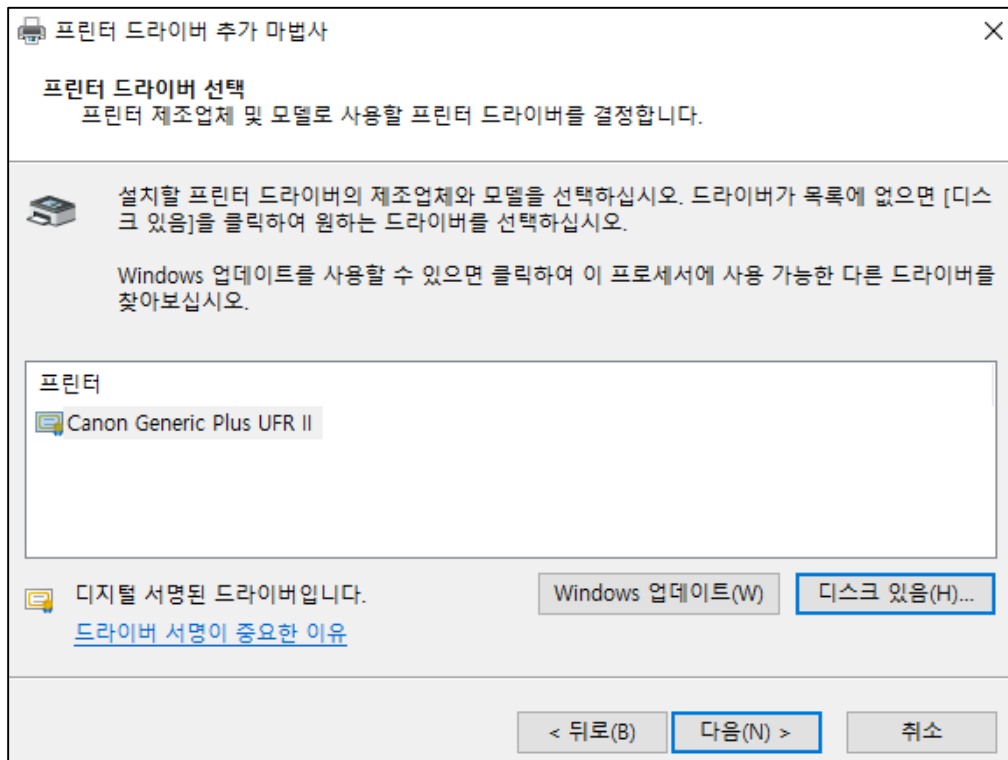 프린터 드라이버 추가 마법사
프린터 드라이버 선택
프린터 제조업체 및 모델로 사용할 프린터 드라이버를 결정합니다.
설치할 프린터 드라이버의 제조업체와 모델을 선택하십시오. 드라이버가 목록에 없으면 [디스
크 있음]을 클릭하여 원하는 드라이버를 선택하십시오.
Windows 업데이트를 사용할 수 있으면 클릭하여 이 프로세서에 사용 가능한 다른 드라이버를
찾아보십시오.
프린터
Canon Generic Plus UFR II
디지털 서명된 드라이버입니다.
Windows 업데이트(W)
디스크 있음(H)...
드라이버 서명이 중요한 이유
< 뒤로(B)
다음(N) >
취소